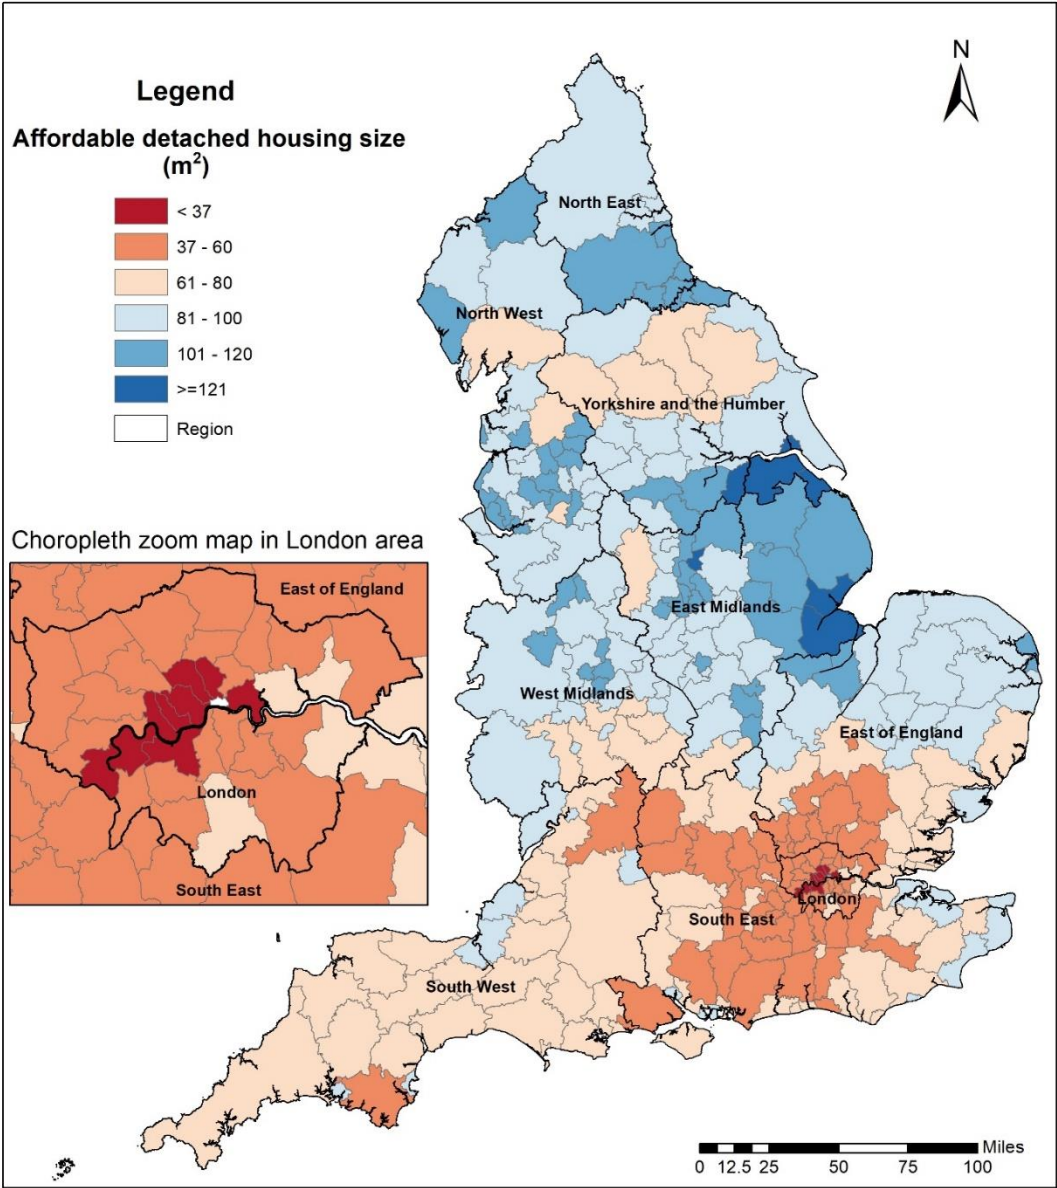 Legend
Affordable detached housing size
(m²)
< 37
37 - 60
61 - 80
81 - 100
101 - 120
>=121
Region
N
North East
North West
Yorkshire and the Humber
East Midlands
West Midlands
East of England
London
South East
South West
Choropleth zoom map in London area
East of England
London
South East
Miles
0 12.5 25 50 75 100